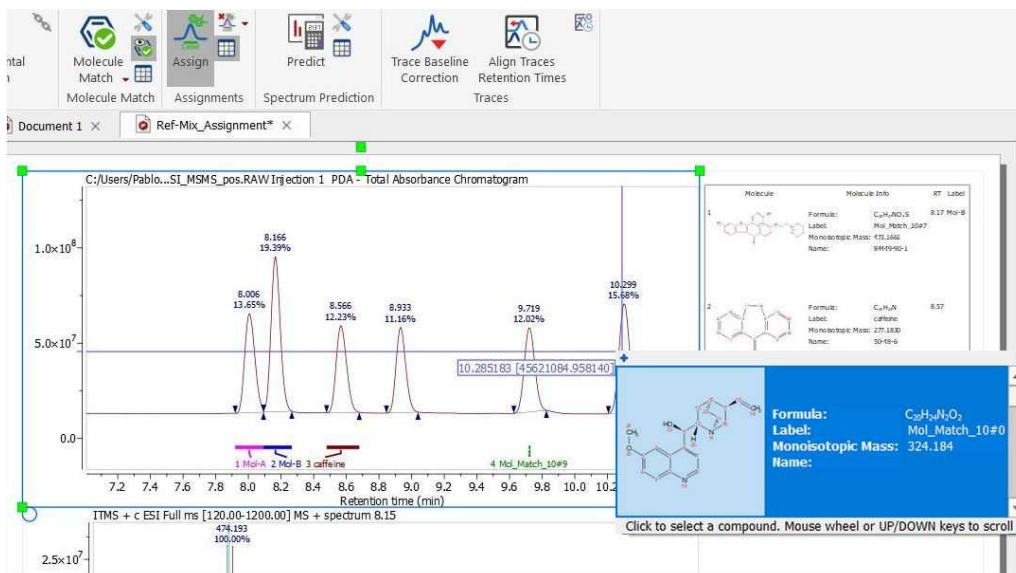 ntal
Molecule
Match
Assign
Predict
Trace Baseline
Correction
Align Traces
Retention Times
Molecule Match
Assignments
Spectrum Prediction
Traces
Document 1 ×
Ref-Mix_Assignment* ×
C:/Users/Pablo...SI_MSMS_pos.RAW Injection 1 PDA - Total Absorbance Chromatogram
1.0×10⁸
5.0×10⁷
0.0
8.006
13.65%
8.166
19.39%
8.566
12.23%
8.933
11.16%
9.719
12.02%
10.299
15.68%
10.285183 [45621084.958140]
1 Mol-A
2 Mol-B
3 caffeine
4 Mol_Match_10#9
7.2 7.4 7.6 7.8 8.0 8.2 8.4 8.6 8.8 9.0 9.2 9.4 9.6 9.8 10.0 10.2
Retention time (min)
Molecule Molecule Info RT Label
1
Formula: 8.17 Mol-B
Label: Mol_Match_10#7
Monoisotopic Mass: 473.1661
Name:
2
Formula: 8.57
Label: caffeine
Monoisotopic Mass: 277.1830
Name: 50-48-6
Formula: C₂₀H₂₄N₂O₂
Label: Mol_Match_10#0
Monoisotopic Mass: 324.184
Name:
Click to select a compound. Mouse wheel or UP/DOWN keys to scroll
ITMS + c ESI Full ms [120.00-1200.00] MS + spectrum 8.15
474.193
100.00%
2.5×10⁷